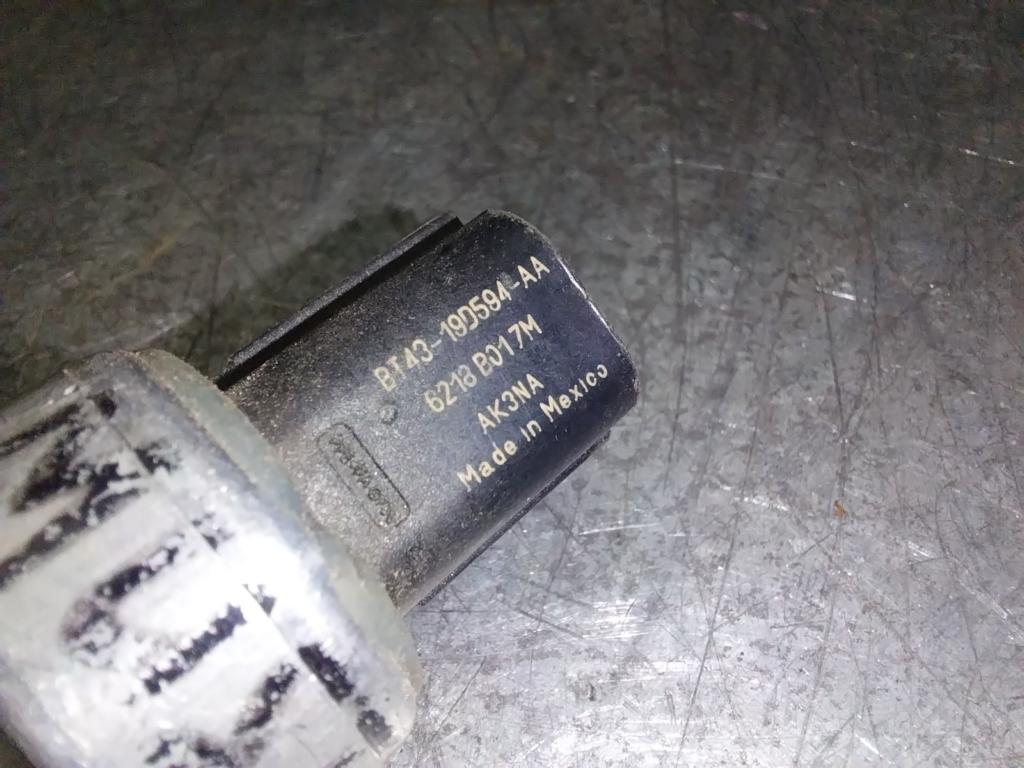 BT43-19D594-AA
6218 B017M
AK3NA
Made in Mexico